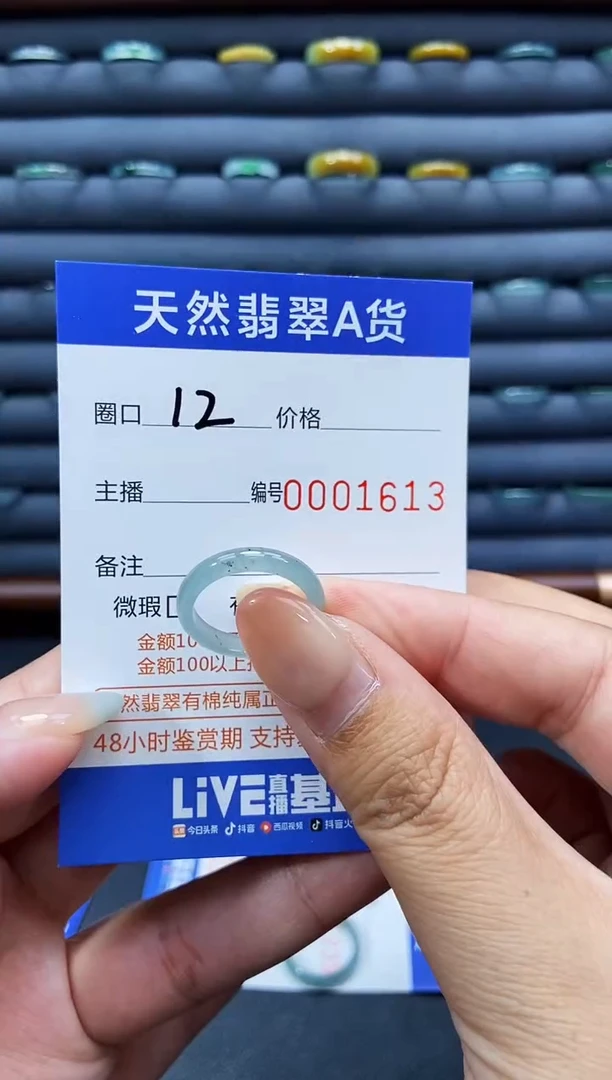 天然翡翠A货
圈口 12 价格
主播 编号0001613
备注
微瑕
金额10
金额100以上
然翡翠有棉纯属正
48小时鉴赏期 支持
LiVE直播基
今日头条 抖音 西瓜视频 抖音火